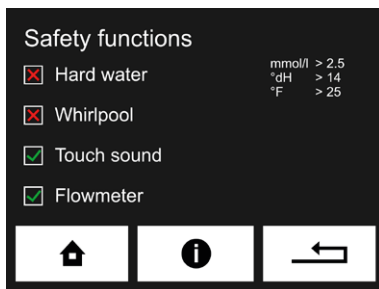 Safety functions
Hard water
mmol/l > 2.5
°dH > 14
°F > 25
Whirlpool
Touch sound
Flowmeter